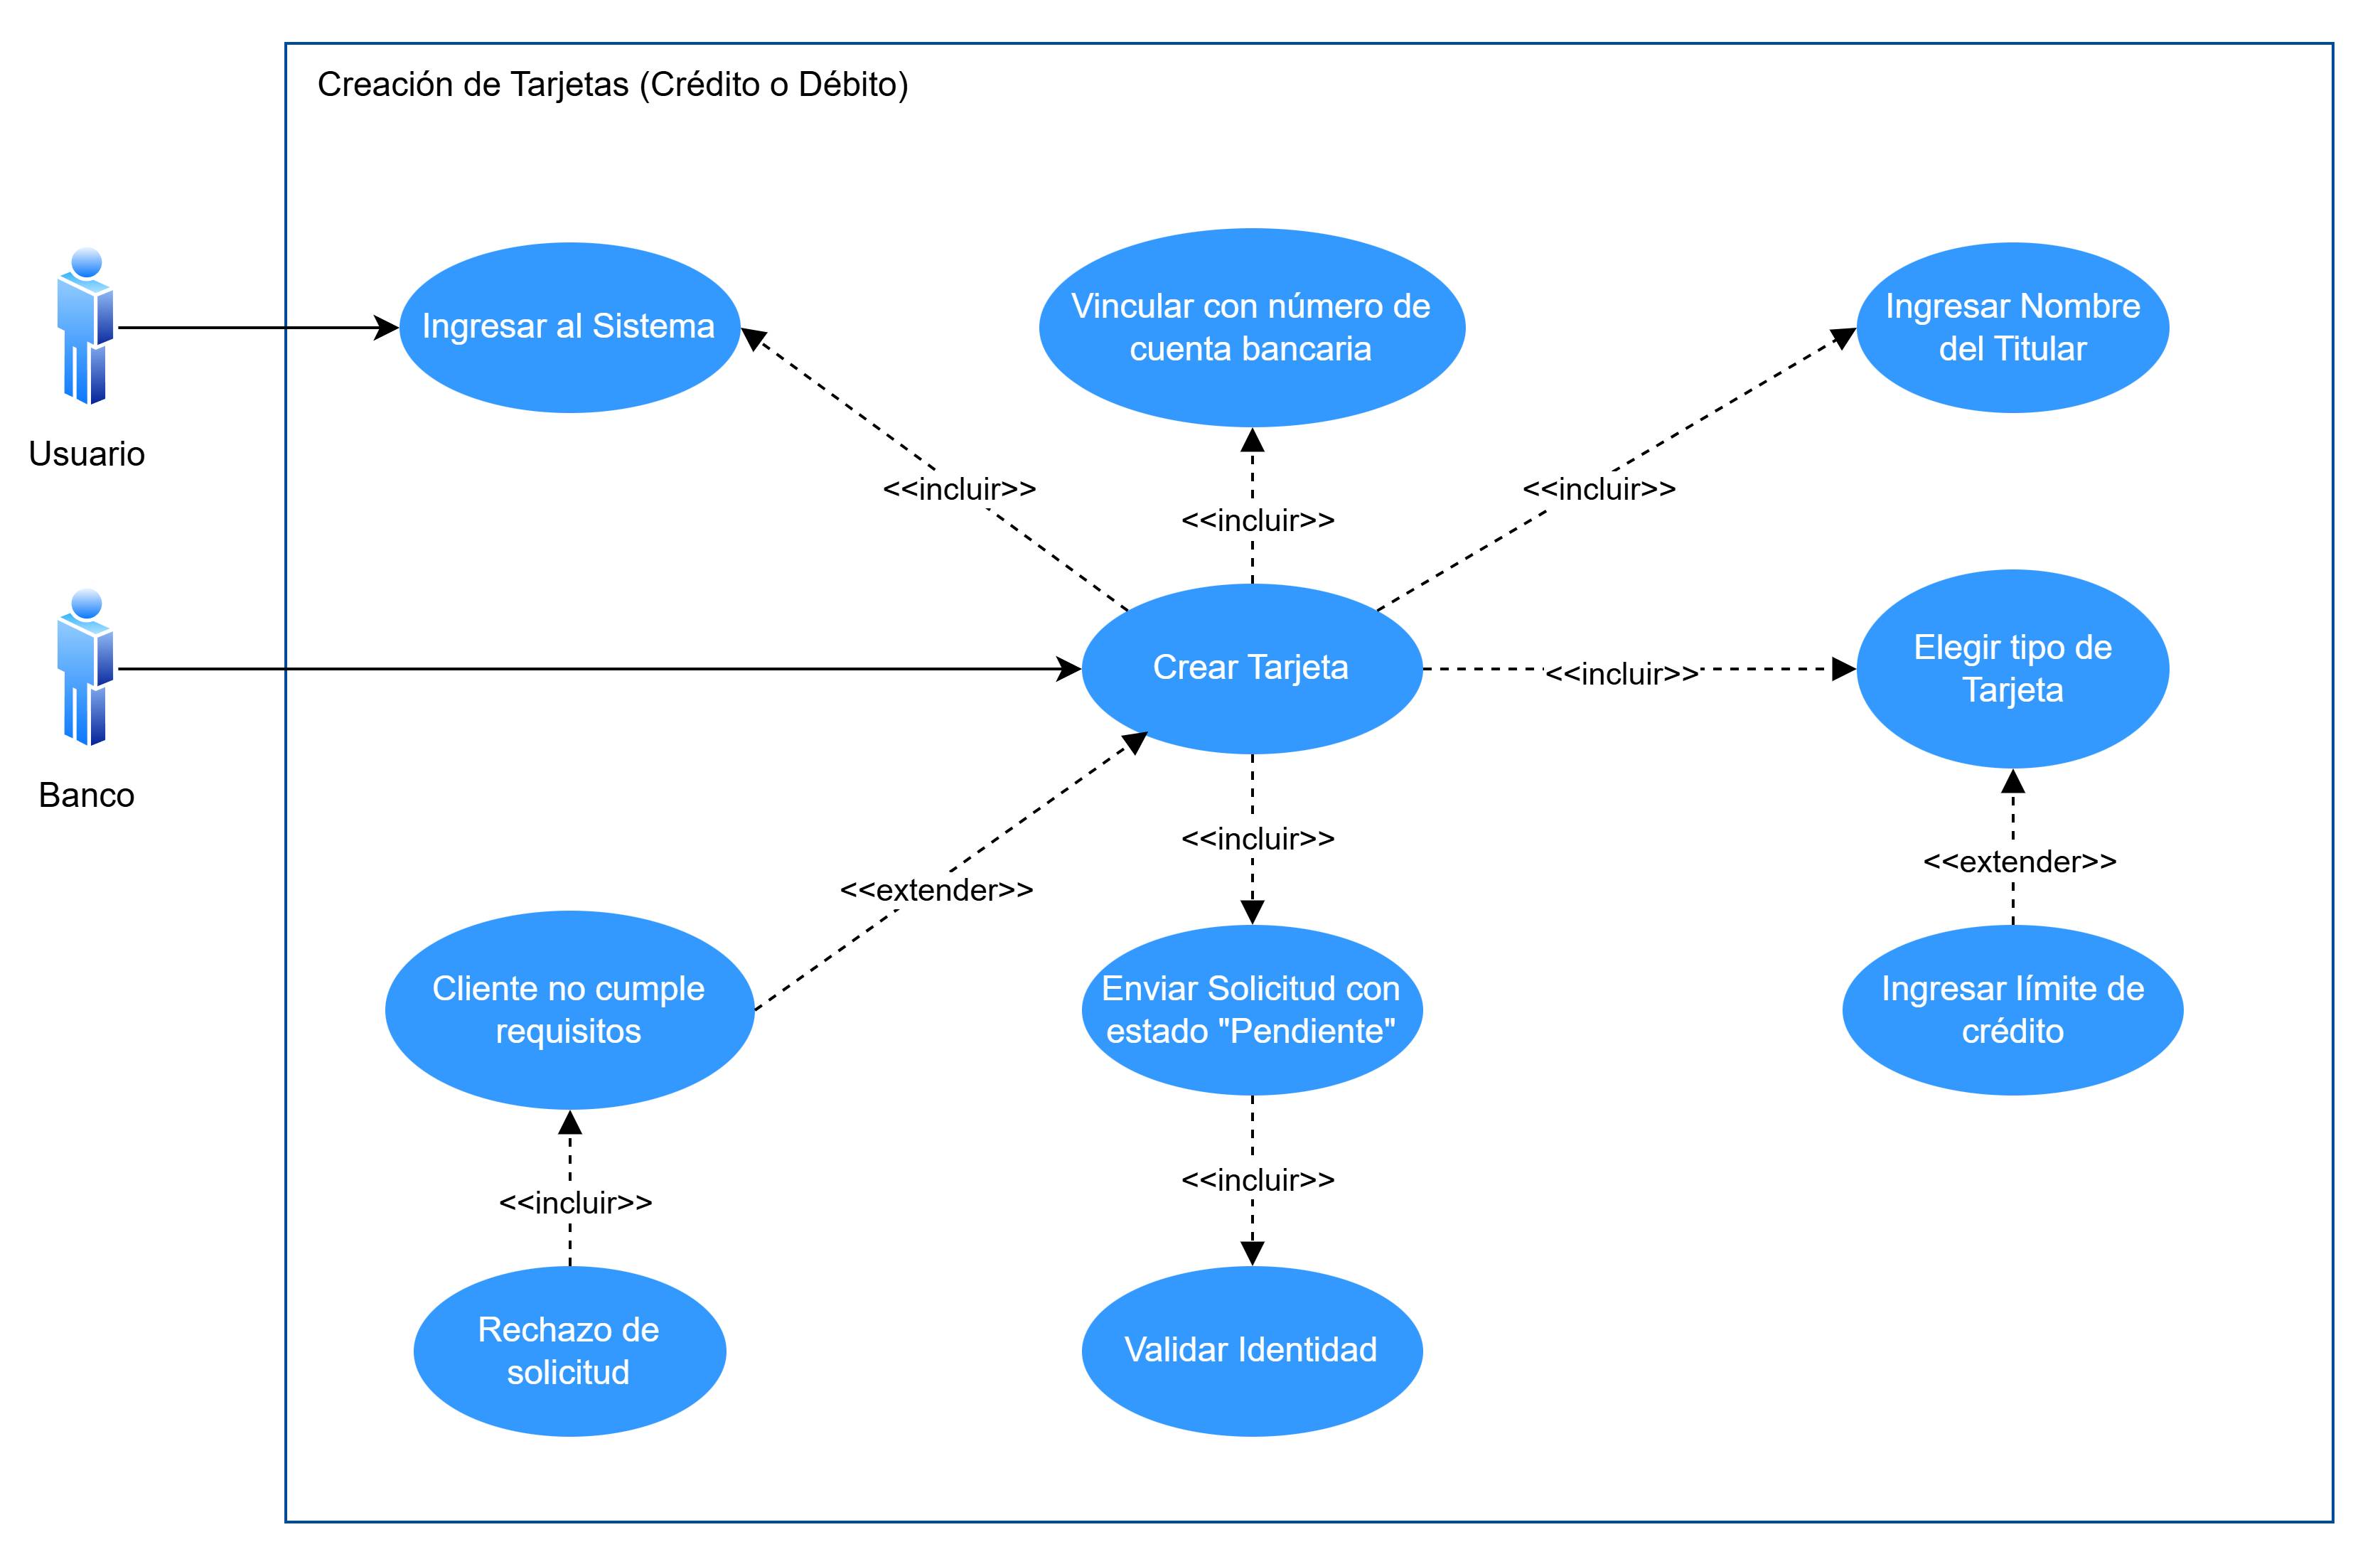 Creación de Tarjetas (Crédito o Débito)
Usuario
Ingresar al Sistema
Vincular con número de
cuenta bancaria
Ingresar Nombre
del Titular
<<incluir>>
<<incluir>>
<<incluir>>
Banco
Crear Tarjeta
<<incluir>>
Elegir tipo de
Tarjeta
<<extender>>
<<incluir>>
<<extender>>
Cliente no cumple
requisitos
Enviar Solicitud con
estado "Pendiente"
Ingresar límite de
crédito
<<incluir>>
<<incluir>>
Rechazo de
solicitud
Validar Identidad